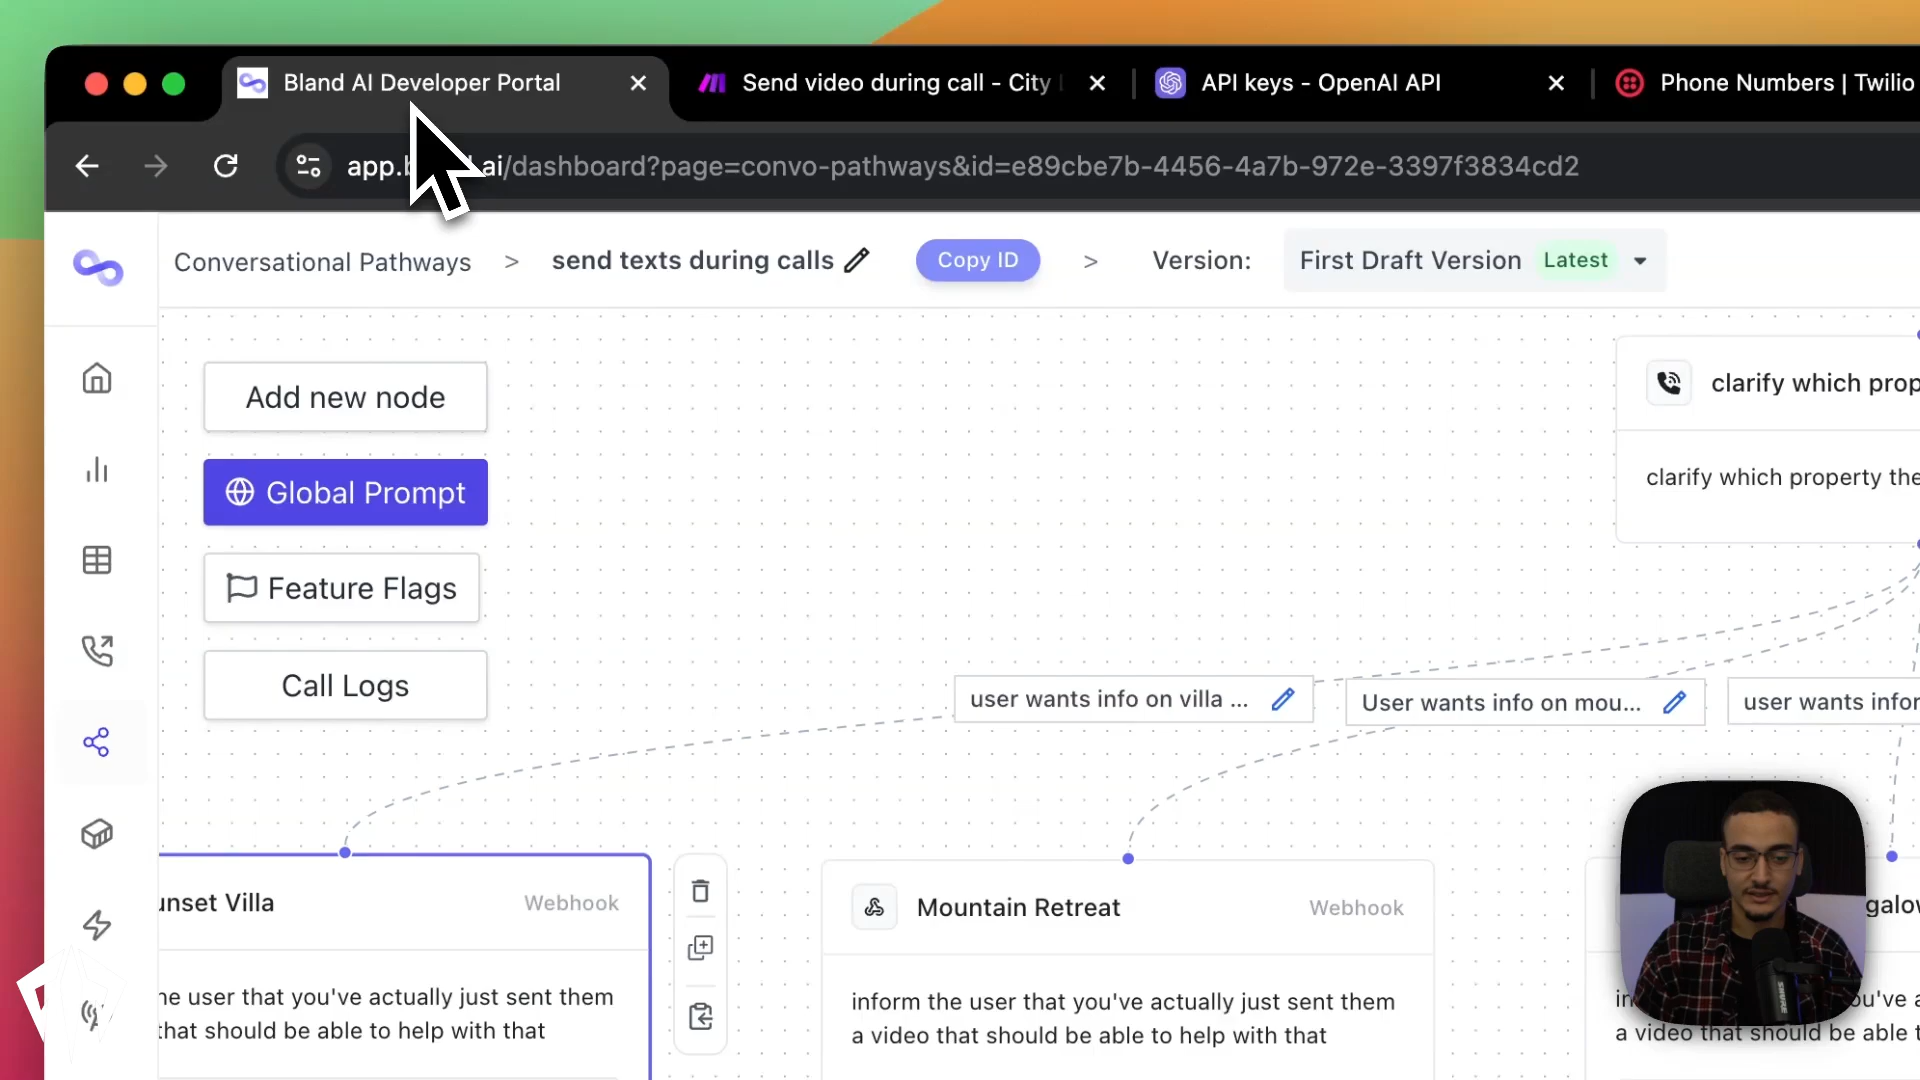 Bland AI Developer Portal
Send video during call - City
API keys - OpenAI API
Phone Numbers | Twilio
ai/dashboard?page=convo-pathways&id=e89cbe7b-4456-4a7b-972e-3397f3834cd2
Conversational Pathways > send texts during calls Copy ID > Version: First Draft Version Latest
Add new node
Global Prompt
Feature Flags
Call Logs
clarify which prop
clarify which property the
user wants info on villa ...
User wants info on mou...
user wants infor
unset Villa Webhook
he user that you've actually just sent them
that should be able to help with that
Mountain Retreat Webhook
inform the user that you've actually just sent them
a video that should be able to help with that
galow
ou've a
a video that should be able t